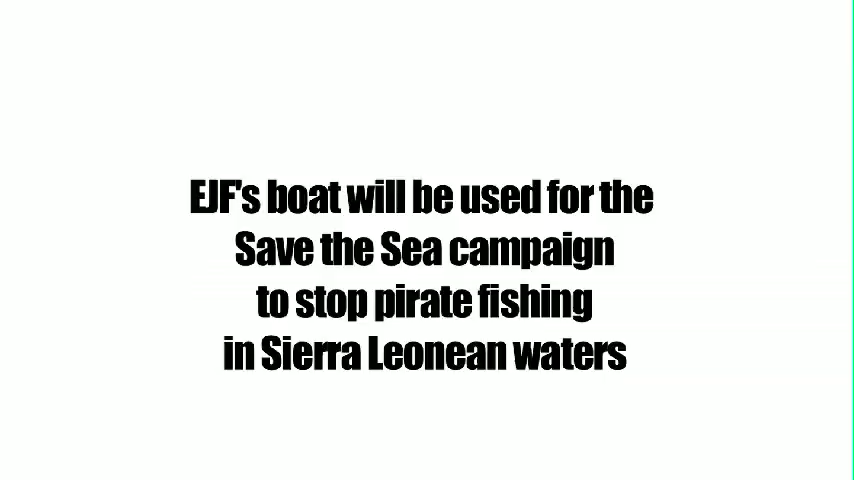 EJF's boat will be used for the
Save the Sea campaign
to stop pirate fishing
in Sierra Leonean waters